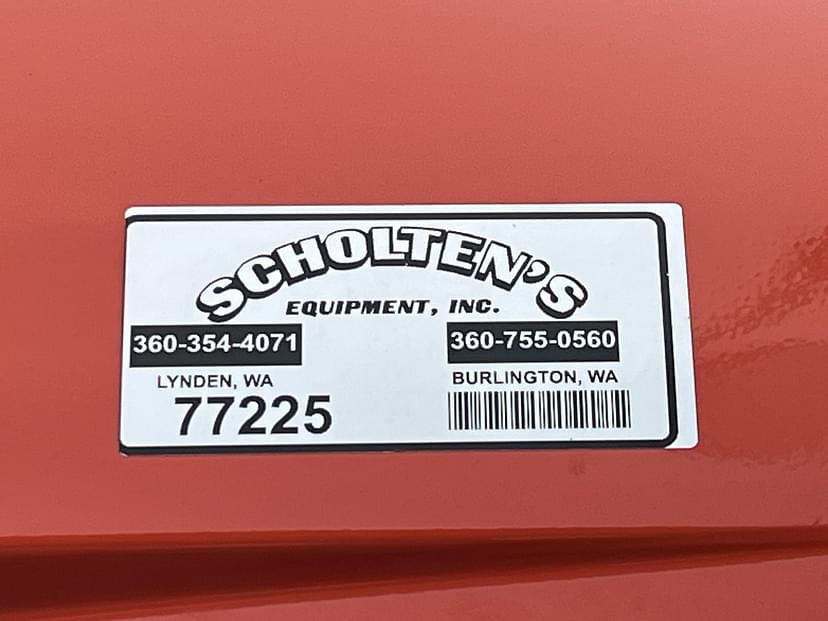 SCHOLTEN'S
EQUIPMENT, INC.
360-354-4071 360-755-0560
LYNDEN, WA BURLINGTON, WA
77225